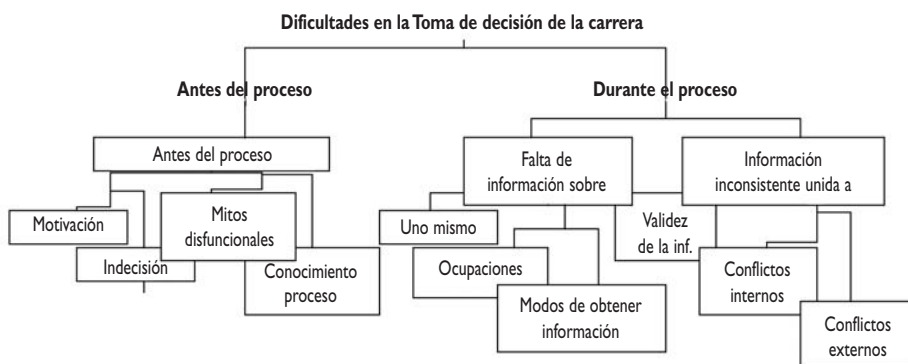 Dificultades en la Toma de decisión de la carrera
Antes del proceso
Durante el proceso
Antes del proceso
Falta de
información sobre
Información
inconsistente unida a
Motivación
Indecisión
Mitos
disfuncionales
Conocimiento
proceso
Uno mismo
Ocupaciones
Modos de obtener
información
Validez
de la inf.
Conflictos
internos
Conflictos
externos